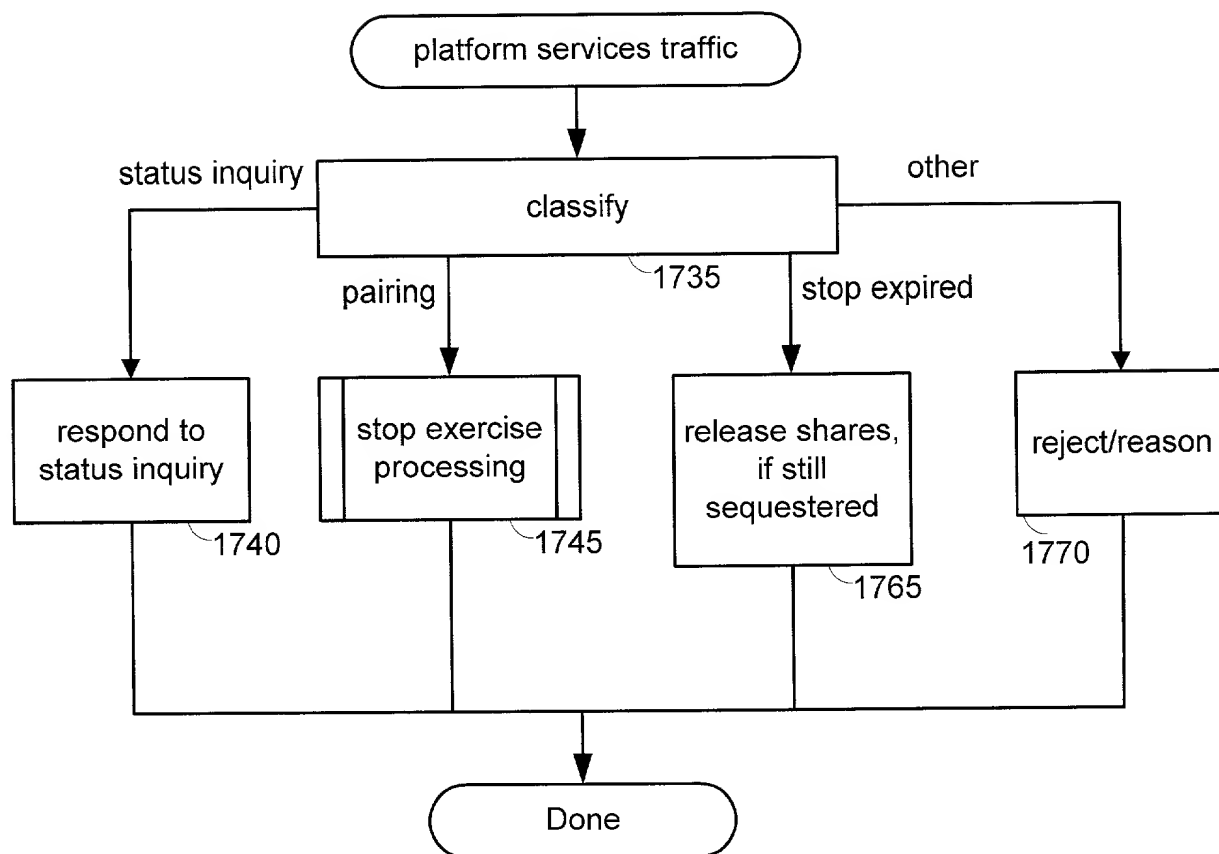 platform services traffic
status inquiry
other
classify
1735
pairing
stop expired
respond to
status inquiry
1740
stop exercise
processing
1745
release shares,
if still
sequestered
1765
reject/reason
1770
Done